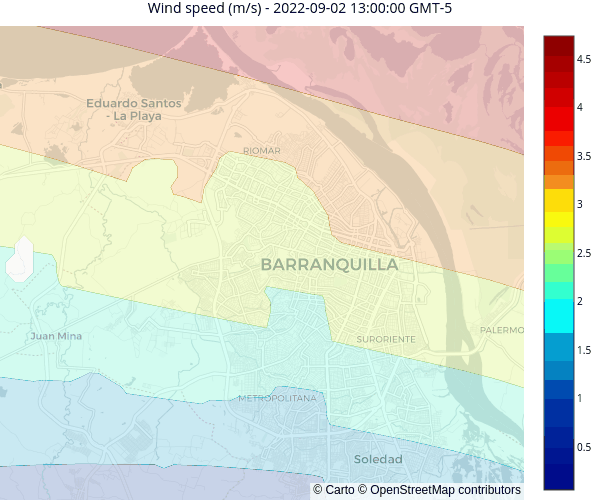 Wind speed (m/s) - 2022-09-02 13:00:00 GMT-5
Eduardo Santos
- La Playa
RIOMAR
BARRANQUILLA
Juan Mina
SURORIENTE
PALERMO
METROPOLITANA
Soledad
© Carto © OpenStreetMap contributors
4.5
4
3.5
3
2.5
2
1.5
1
0.5